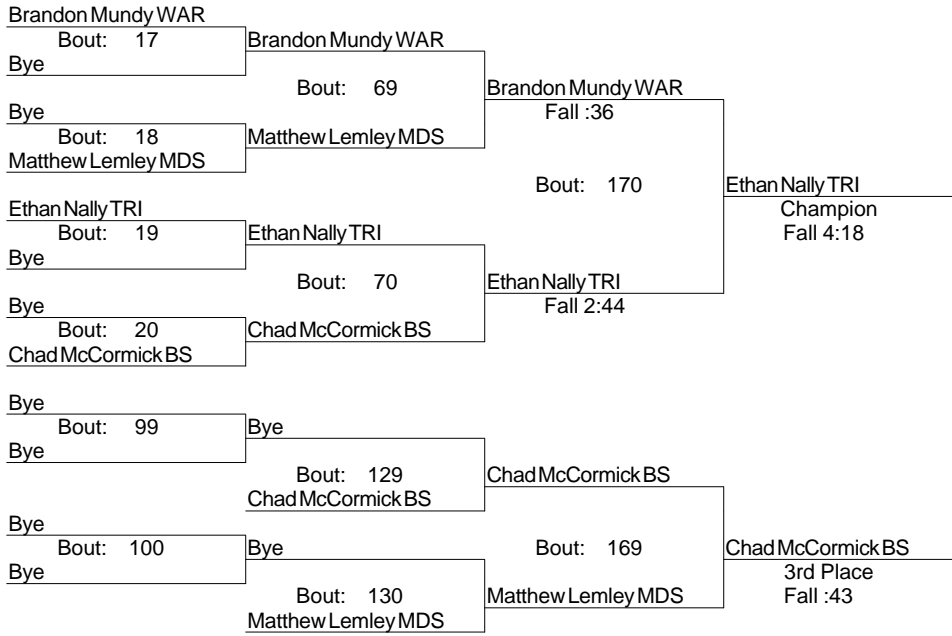 Brandon Mundy WAR
Bout: 17
Brandon Mundy WAR
Bye
Bout: 69
Brandon Mundy WAR
Bye
Fall :36
Bout: 18
Matthew Lemley MDS
Matthew Lemley MDS
Bout: 170
Ethan Nally TRI
Ethan Nally TRI
Champion
Bout: 19
Ethan Nally TRI
Fall 4:18
Bye
Bout: 70
Ethan Nally TRI
Bye
Fall 2:44
Bout: 20
Chad McCormick BS
Chad McCormick BS
Bye
Bout: 99
Bye
Bye
Bout: 129
Chad McCormick BS
Chad McCormick BS
Bye
Bout: 100
Bye
Bout: 169
Chad McCormick BS
Bye
3rd Place
Bout: 130
Matthew Lemley MDS
Fall :43
Matthew Lemley MDS